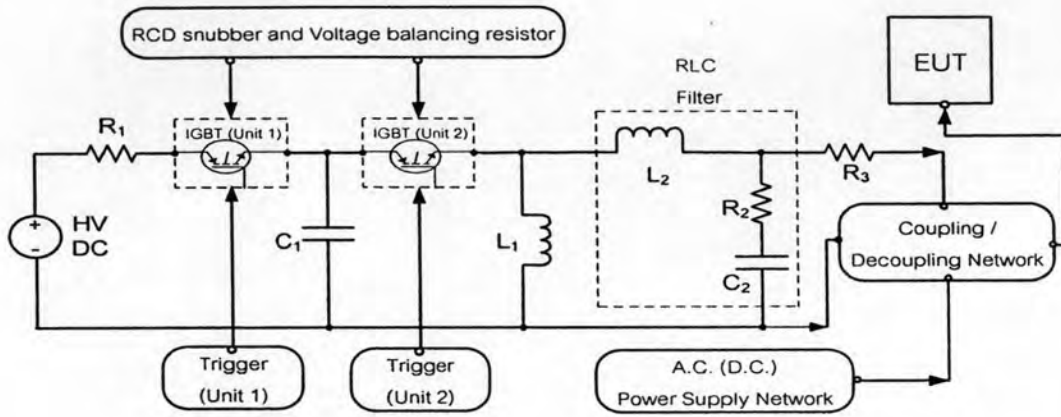 RCD snubber and Voltage balancing resistor
EUT
RLC
Filter
R1
IGBT (Unit 1)
IGBT (Unit 2)
L2
R3
HV
DC
+
-
C1
L1
R2
C2
Coupling /
Decoupling Network
Trigger
(Unit 1)
Trigger
(Unit 2)
A.C. (D.C.)
Power Supply Network